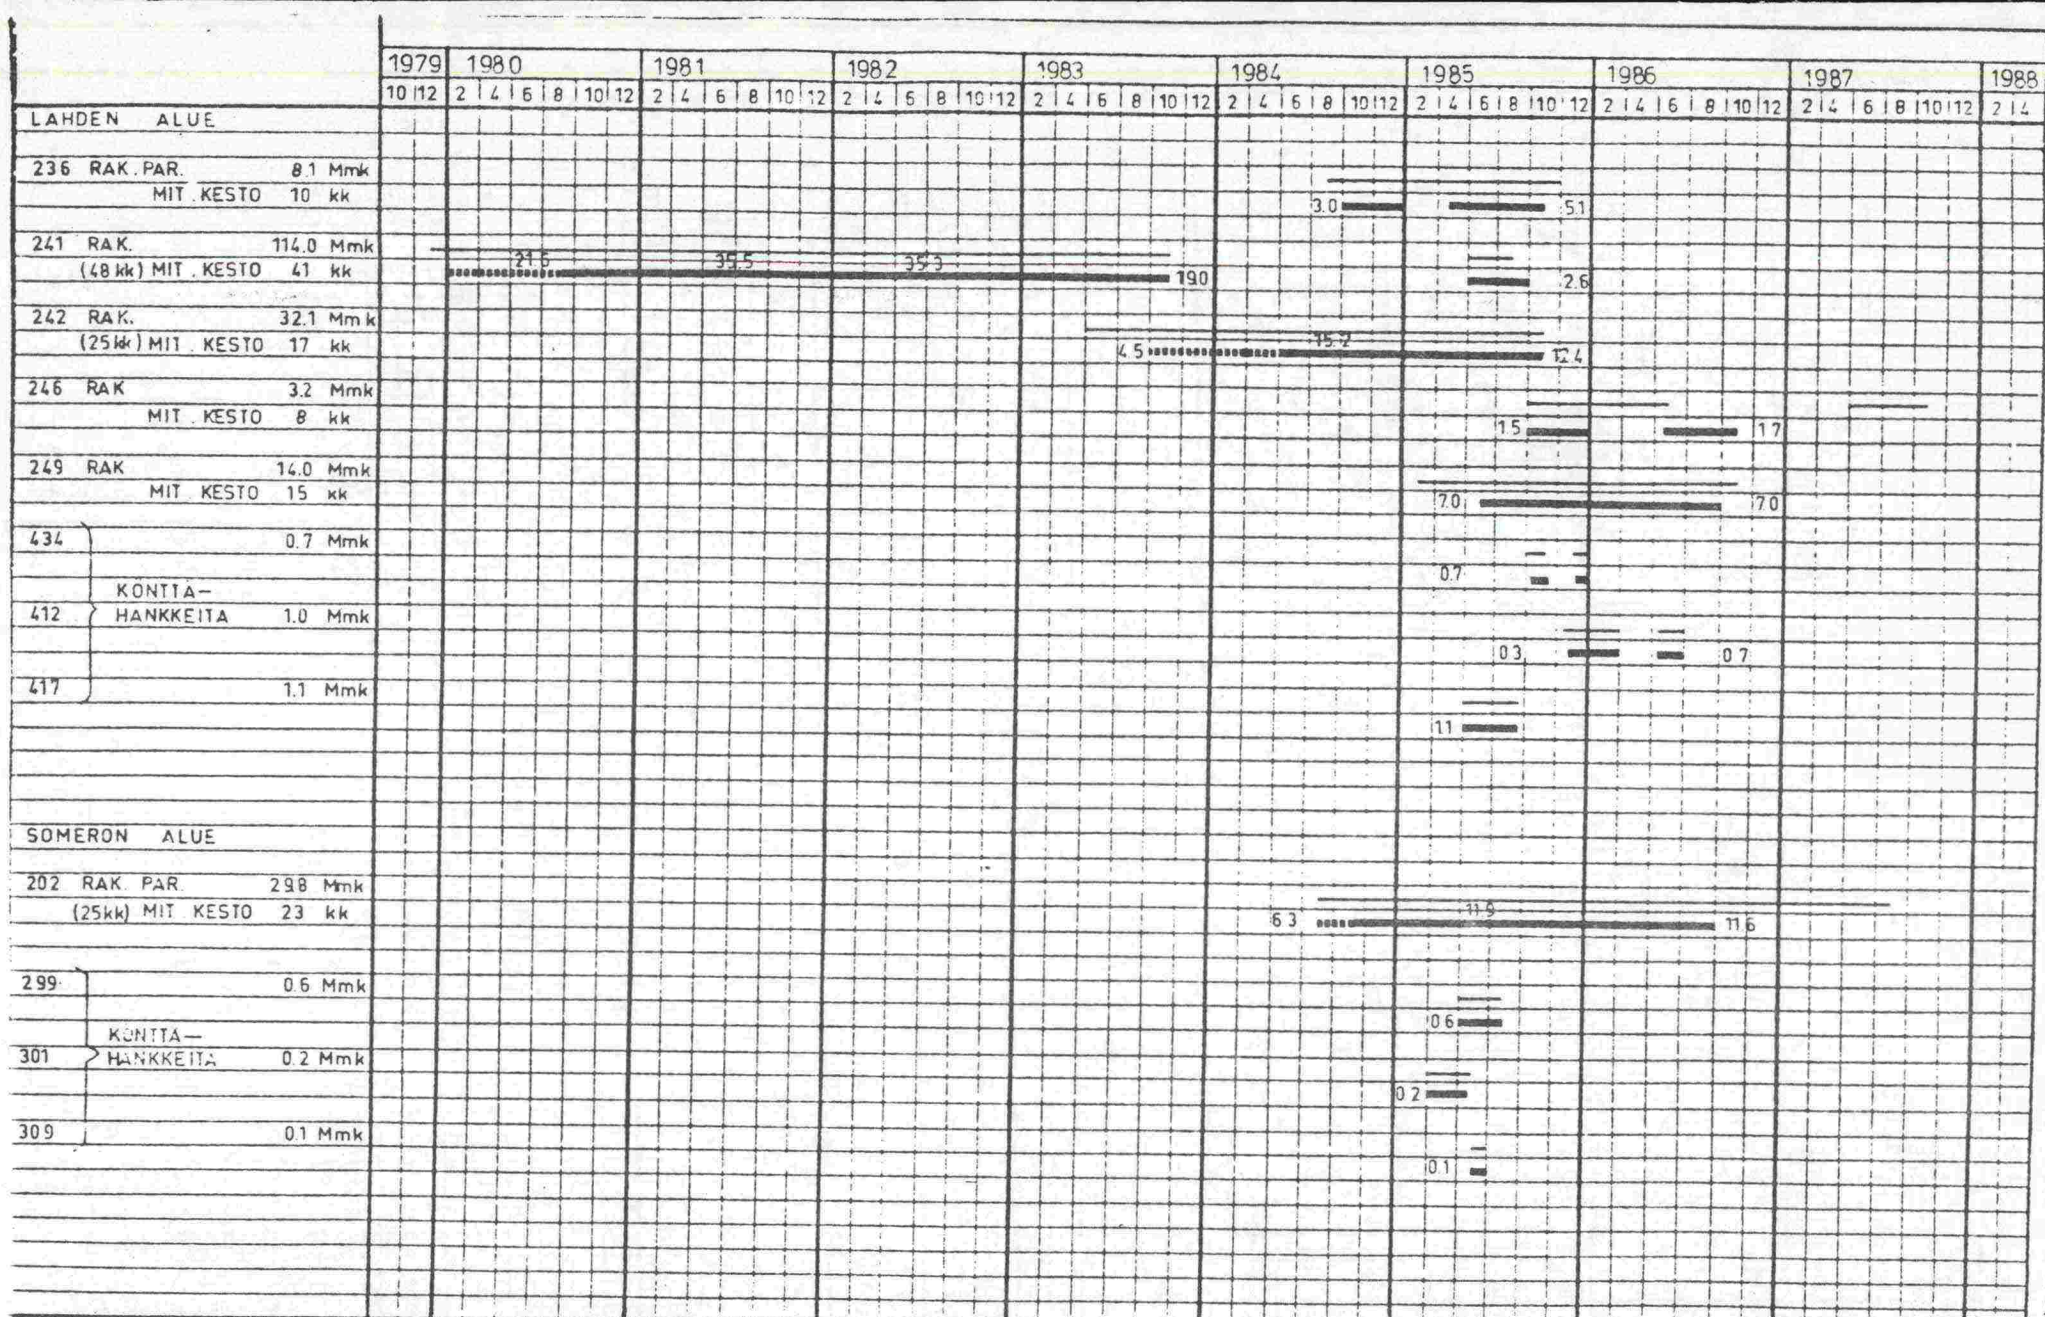 1979 1980 1981 1982 1983 1984 1985 1986 1987 1988
10 12 2 4 6 8 10 12 2 4 6 8 10 12 2 4 6 8 10 12 2 4 6 8 10 12 2 4 6 8 10 12 2 4 6 8 10 12 2 4 6 8 10 12 2 4 6 8 10 12 2 4
LAHDEN ALUE
236 RAK. PAR. 8.1 Mmk
MIT. KESTO 10 kk
3.0 5.1
241 RAK. 114.0 Mmk
(48 kk) MIT. KESTO 41 kk
35.5 19.0 2.6
242 RAK. 32.1 Mmk
(25 kk) MIT. KESTO 17 kk
4.5 15.2 12.4
246 RAK 3.2 Mmk
MIT. KESTO 8 kk
1.5 1.7
249 RAK 14.0 Mmk
MIT. KESTO 15 kk
7.0 7.0
434 0.7 Mmk
0.7
KONTTA-
412 HANKKEITA 1.0 Mmk
0.3 0.7
417 1.1 Mmk
1.1
SOMERON ALUE
202 RAK. PAR. 29.8 Mmk
(25kk) MIT. KESTO 23 kk
6.3 11.9 11.6
299 0.6 Mmk
0.6
KONTTA-
301 HANKKEITA 0.2 Mmk
0.2
309 0.1 Mmk
0.1